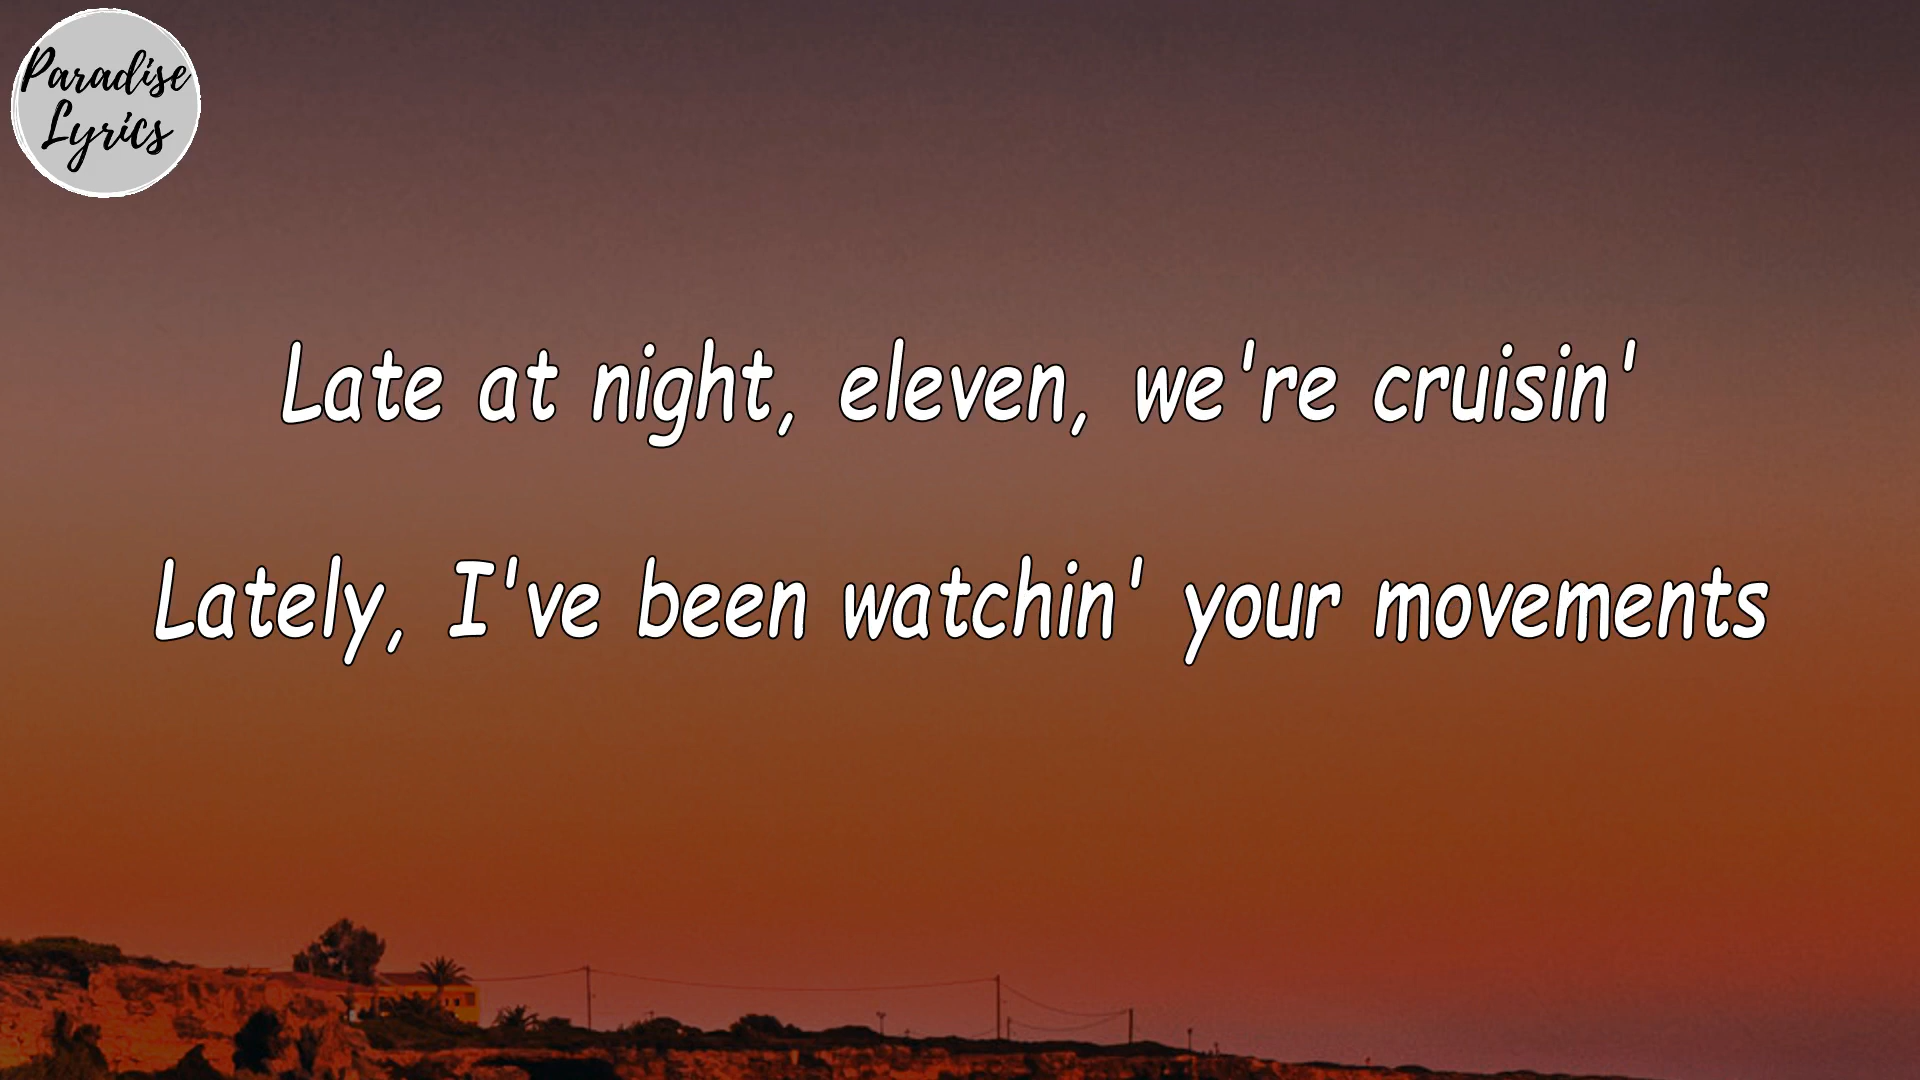 Paradise
Lyrics
Late at night, eleven, we're cruisin'
Lately, I've been watchin' your movements